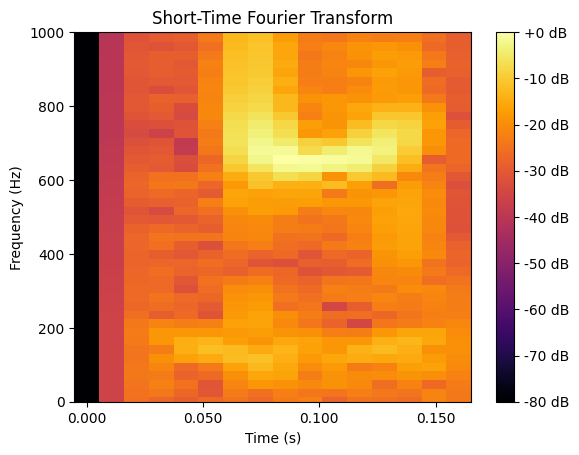 Short-Time Fourier Transform
1000
800
600
400
200
0
Frequency (Hz)
0.000
0.050
0.100
0.150
Time (s)
+0 dB
-10 dB
-20 dB
-30 dB
-40 dB
-50 dB
-60 dB
-70 dB
-80 dB